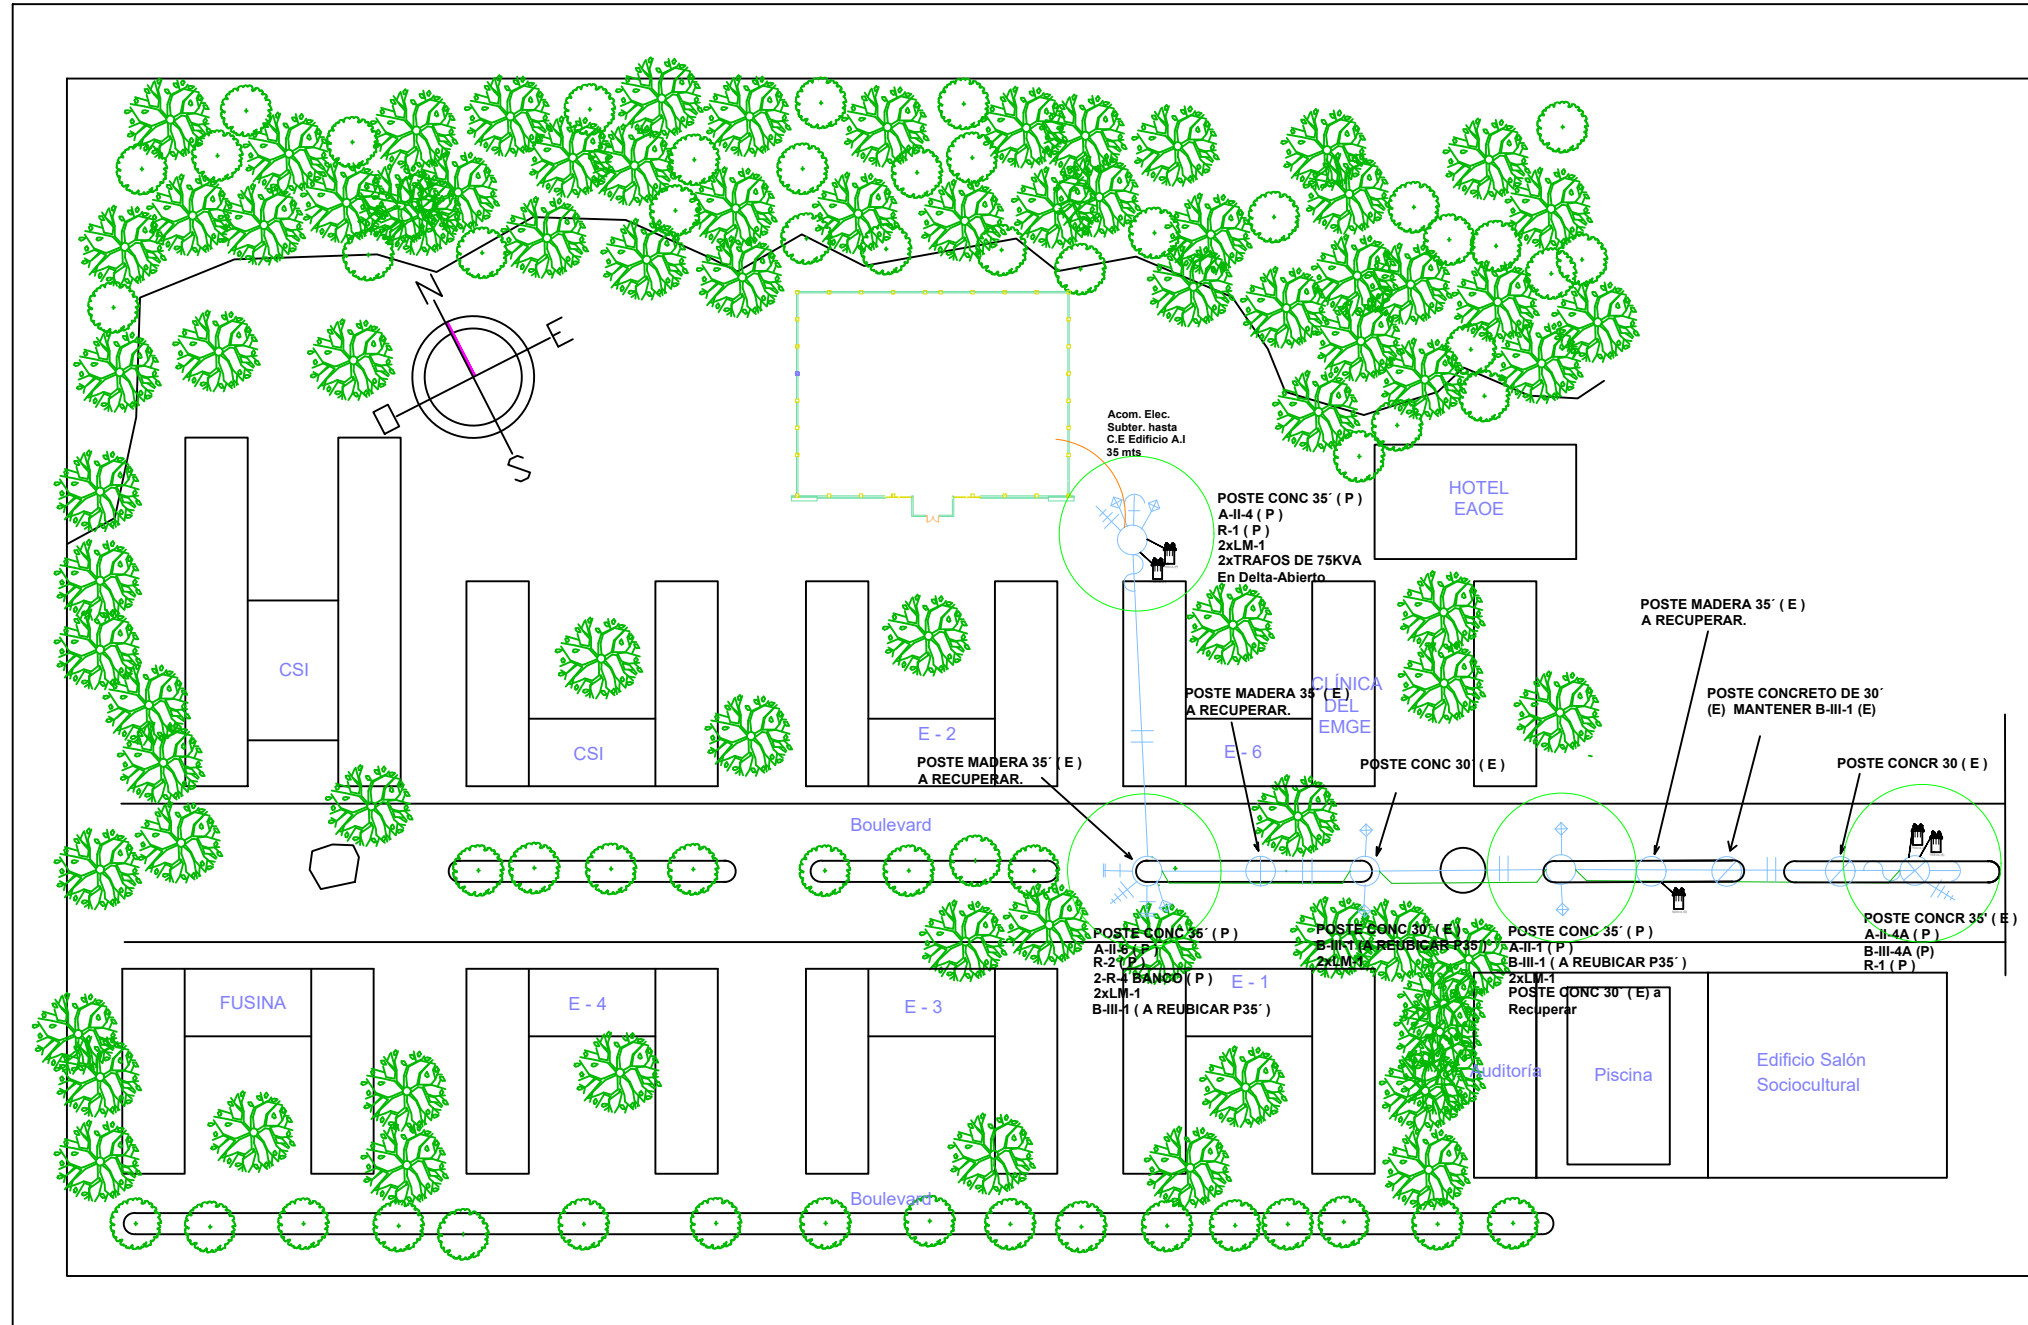 N
E
O
S
Acom. Elec.
Subter. hasta
C.E Edificio A.I
35 mts
POSTE CONC 35´ ( P )
A-II-4 ( P )
R-1 ( P )
2xLM-1
2xTRAFOS DE 75KVA
En Delta-Abierto
HOTEL
EAOE
POSTE MADERA 35´ ( E )
A RECUPERAR.
CSI
CSI
E - 2
E - 6
CLÍNICA
DEL
EMGE
POSTE MADERA 35´ ( E )
A RECUPERAR.
POSTE CONCRETO DE 30´
(E) MANTENER B-III-1 (E)
POSTE MADERA 35´ ( E )
A RECUPERAR.
POSTE CONC 30´ ( E )
POSTE CONCR 30 ( E )
Boulevard
POSTE CONC 35´ ( P )
A-II-6 ( P )
R-2 ( P )
2-R-4 BANCO ( P )
2xLM-1
B-III-1 ( A REUBICAR P35´ )
POSTE CONC 30´ ( E )
B-III-1 (A REUBICAR P35´)
2xLM-1
POSTE CONC 35´ ( P )
A-II-1 ( P )
B-III-1 ( A REUBICAR P35´ )
2xLM-1
POSTE CONC 30´ ( E) a
Recuperar
POSTE CONCR 35' ( E )
A-II-4A ( P )
B-III-4A (P)
R-1 ( P )
FUSINA
E - 4
E - 3
E - 1
Auditoría
Piscina
Edificio Salón
Sociocultural
Boulevard